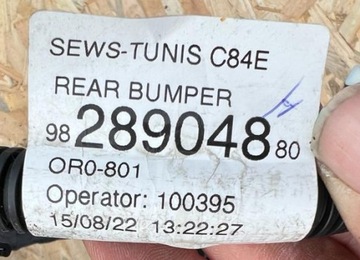 SEWS-TUNIS C84E
REAR BUMPER
98 289048 80
OR0-801
Operator: 100395
15/08/22 13:22:27